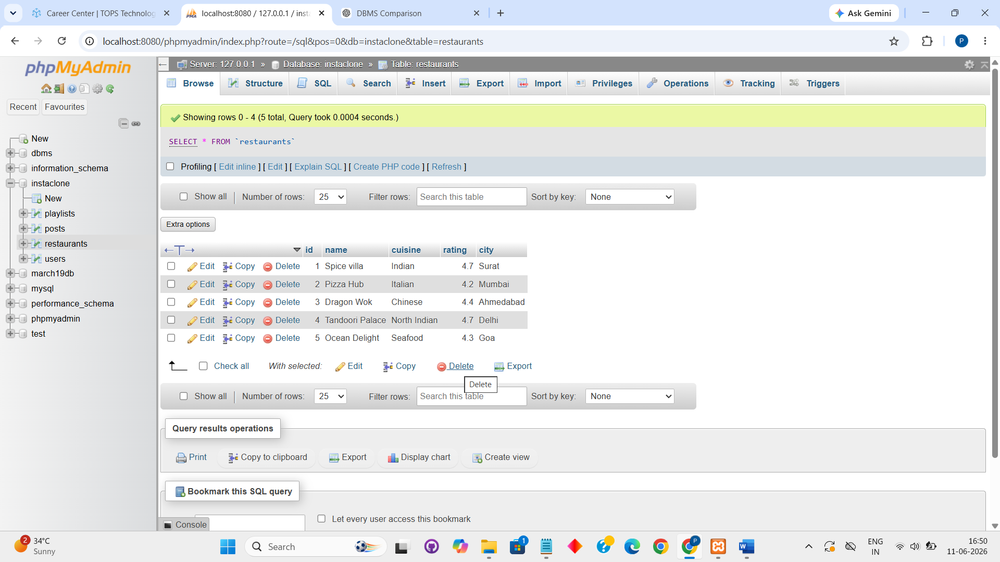 Career Center | TOPS Technolog
localhost:8080 / 127.0.0.1 / insta
DBMS Comparison
Ask Gemini
localhost:8080/phpmyadmin/index.php?route=/sql&pos=0&db=instaclone&table=restaurants
P
phpMyAdmin
Recent
Favourites
New
dbms
information_schema
instaclone
New
playlists
posts
restaurants
users
march19db
mysql
performance_schema
phpmyadmin
test
Server: 127.0.0.1 » Database: instaclone » Table: restaurants
Browse Structure SQL Search Insert Export Import Privileges Operations Tracking Triggers
Showing rows 0 - 4 (5 total, Query took 0.0004 seconds.)
SELECT * FROM `restaurants`
Profiling [ Edit inline ] [ Edit ] [ Explain SQL ] [ Create PHP code ] [ Refresh ]
Show all | Number of rows: 25 Filter rows: Search this table Sort by key: None
Extra options
←T→ id name cuisine rating city
Edit Copy Delete 1 Spice villa Indian 4.7 Surat
Edit Copy Delete 2 Pizza Hub Italian 4.2 Mumbai
Edit Copy Delete 3 Dragon Wok Chinese 4.4 Ahmedabad
Edit Copy Delete 4 Tandoori Palace North Indian 4.7 Delhi
Edit Copy Delete 5 Ocean Delight Seafood 4.3 Goa
Check all With selected: Edit Copy Delete Export
Delete
Show all | Number of rows: 25 Filter rows: Search this table Sort by key: None
Query results operations
Print Copy to clipboard Export Display chart Create view
Bookmark this SQL query
Let every user access this bookmark
Console
2
34°C
Sunny
Search
1
P
ENG
IN
16:50
11-06-2026